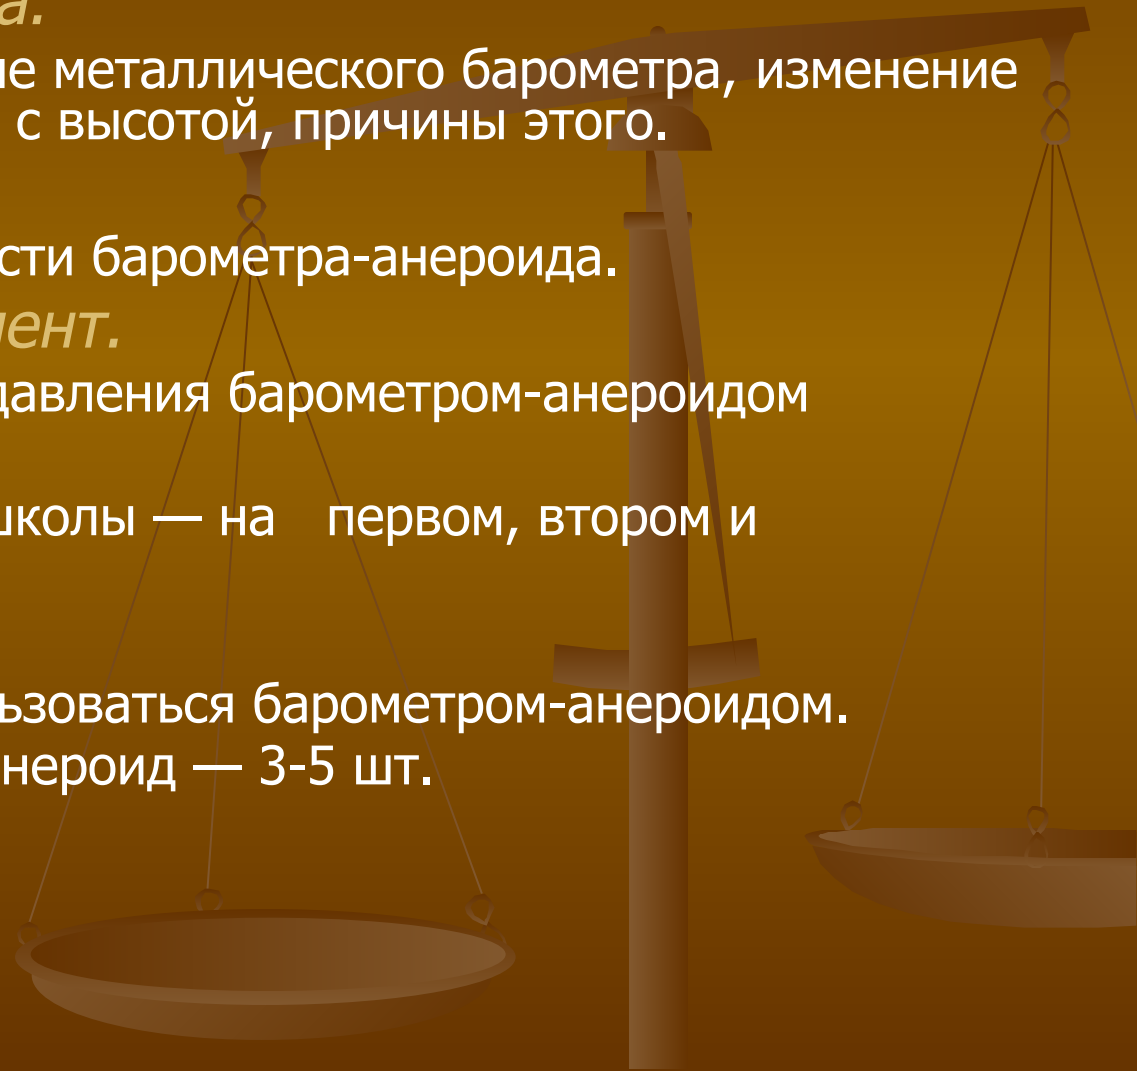 а.
ие металлического барометра, изменение
с высотой, причины этого.
сти барометра-анероида.
мент.
давления барометром-анероидом
школы — на первом, втором и
ьзоваться барометром-анероидом.
нероид — 3-5 шт.